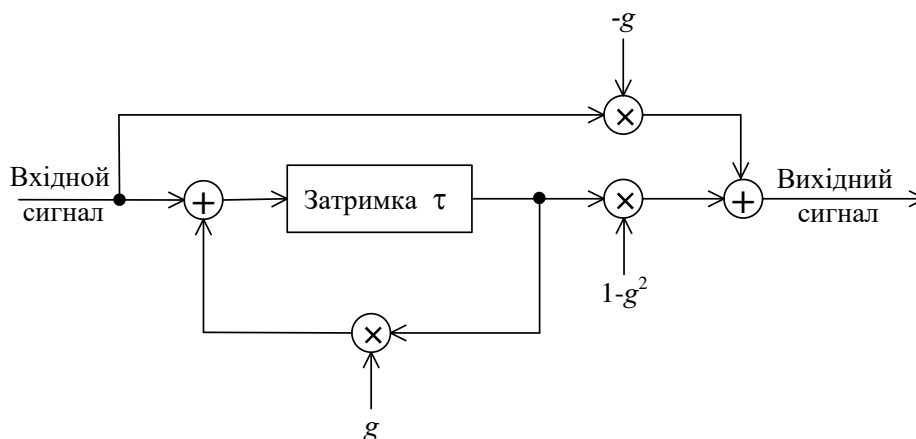 -g
Вхідной
сигнал
+
Затримка τ
×
×
+
Вихідний
сигнал
1-g²
×
g